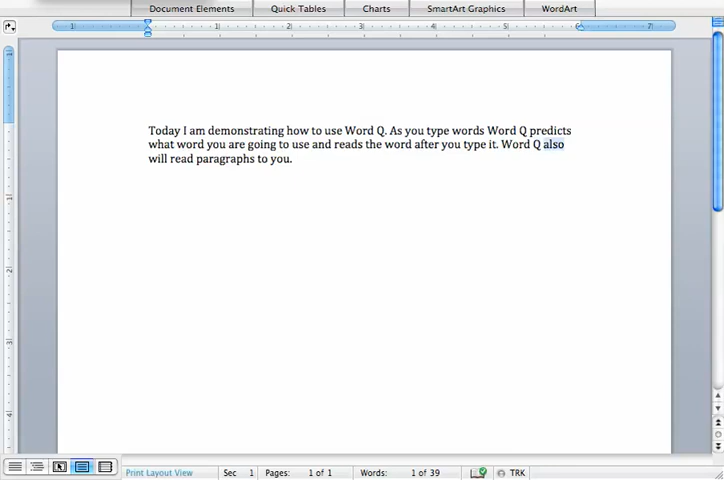 Document Elements Quick Tables Charts SmartArt Graphics WordArt
Today I am demonstrating how to use Word Q. As you type words Word Q predicts
what word you are going to use and reads the word after you type it. Word Q also
will read paragraphs to you.
Print Layout View Sec 1 Pages: 1 of 1 Words: 1 of 39 TRK